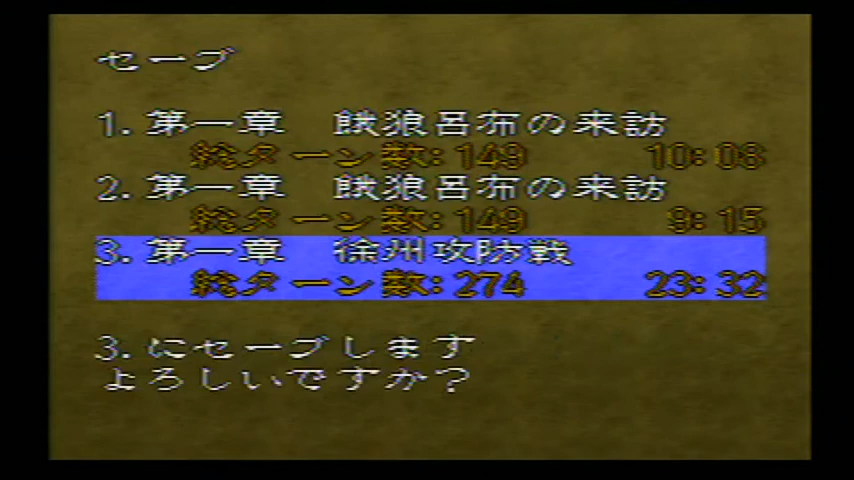 セーブ
1. 第一章 餓狼呂布の来訪
総ターン数: 149 10: 08
2. 第一章 餓狼呂布の来訪
総ターン数: 149 9: 15
3. 第一章 徐州攻防戦
総ターン数: 274 23: 32
3. にセーブします
よろしいですか?